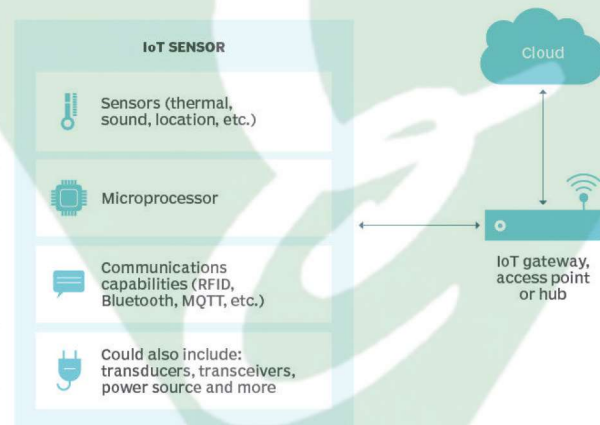 IoT SENSOR
Sensors (thermal,
sound, location, etc.)
Microprocessor
Communications
capabilities (RFID,
Bluetooth, MQTT, etc.)
Could also include:
transducers, transceivers,
power source and more
Cloud
IoT gateway,
access point
or hub